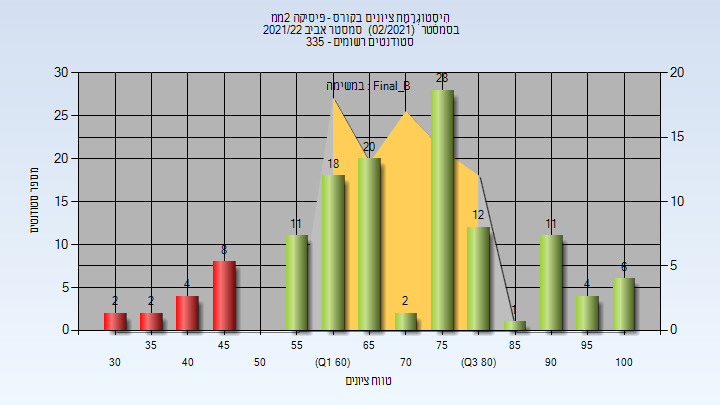 היסטוגרמת ציונים בקורס - פיסיקה 2ממ
בסמסטר (02/2021) סמסטר אביב 2021/22
סטודנטים רשומים - 335
במשימה : Final_B
30 25 20 15 10 5 0
מספר סטודנטים
20 15 10 5 0
2 2 4 8 11 18 20 2 28 12 1 11 4 6
35 45 55 65 75 85 95
30 40 50 (Q1 60) 70 (Q3 80) 90 100
טווח ציונים